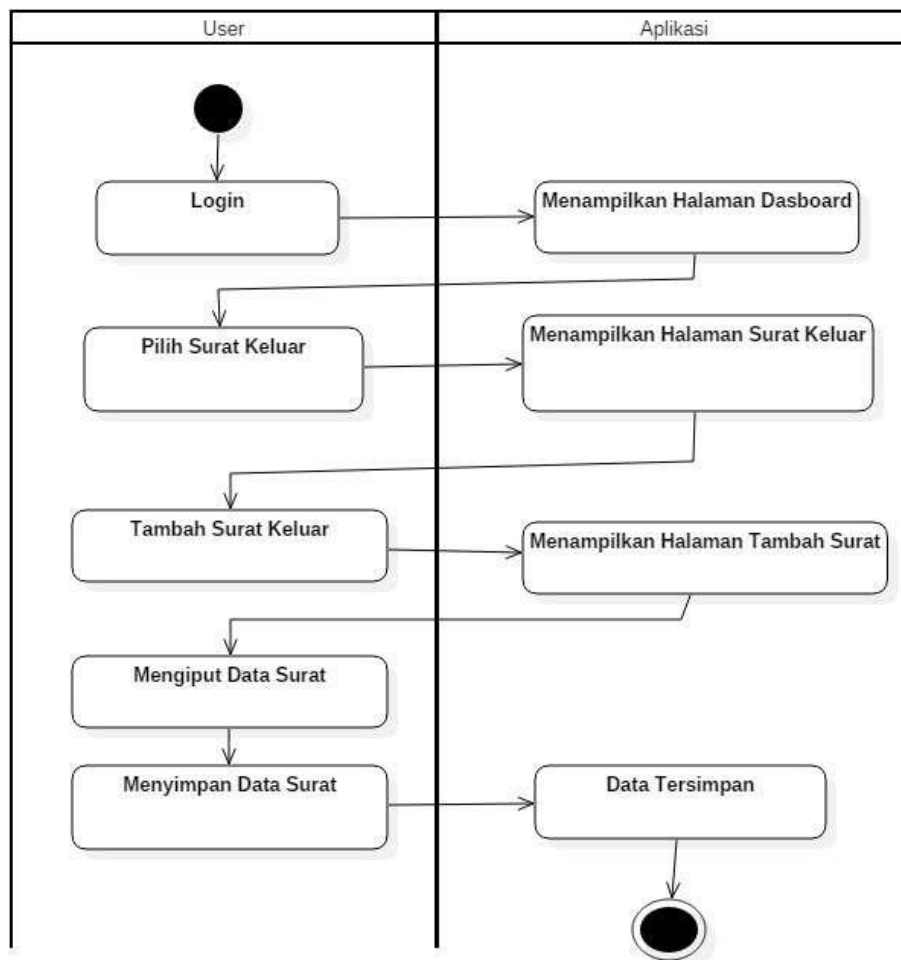 User
Aplikasi
Login
Menampilkan Halaman Dasboard
Pilih Surat Keluar
Menampilkan Halaman Surat Keluar
Tambah Surat Keluar
Menampilkan Halaman Tambah Surat
Mengiput Data Surat
Menyimpan Data Surat
Data Tersimpan